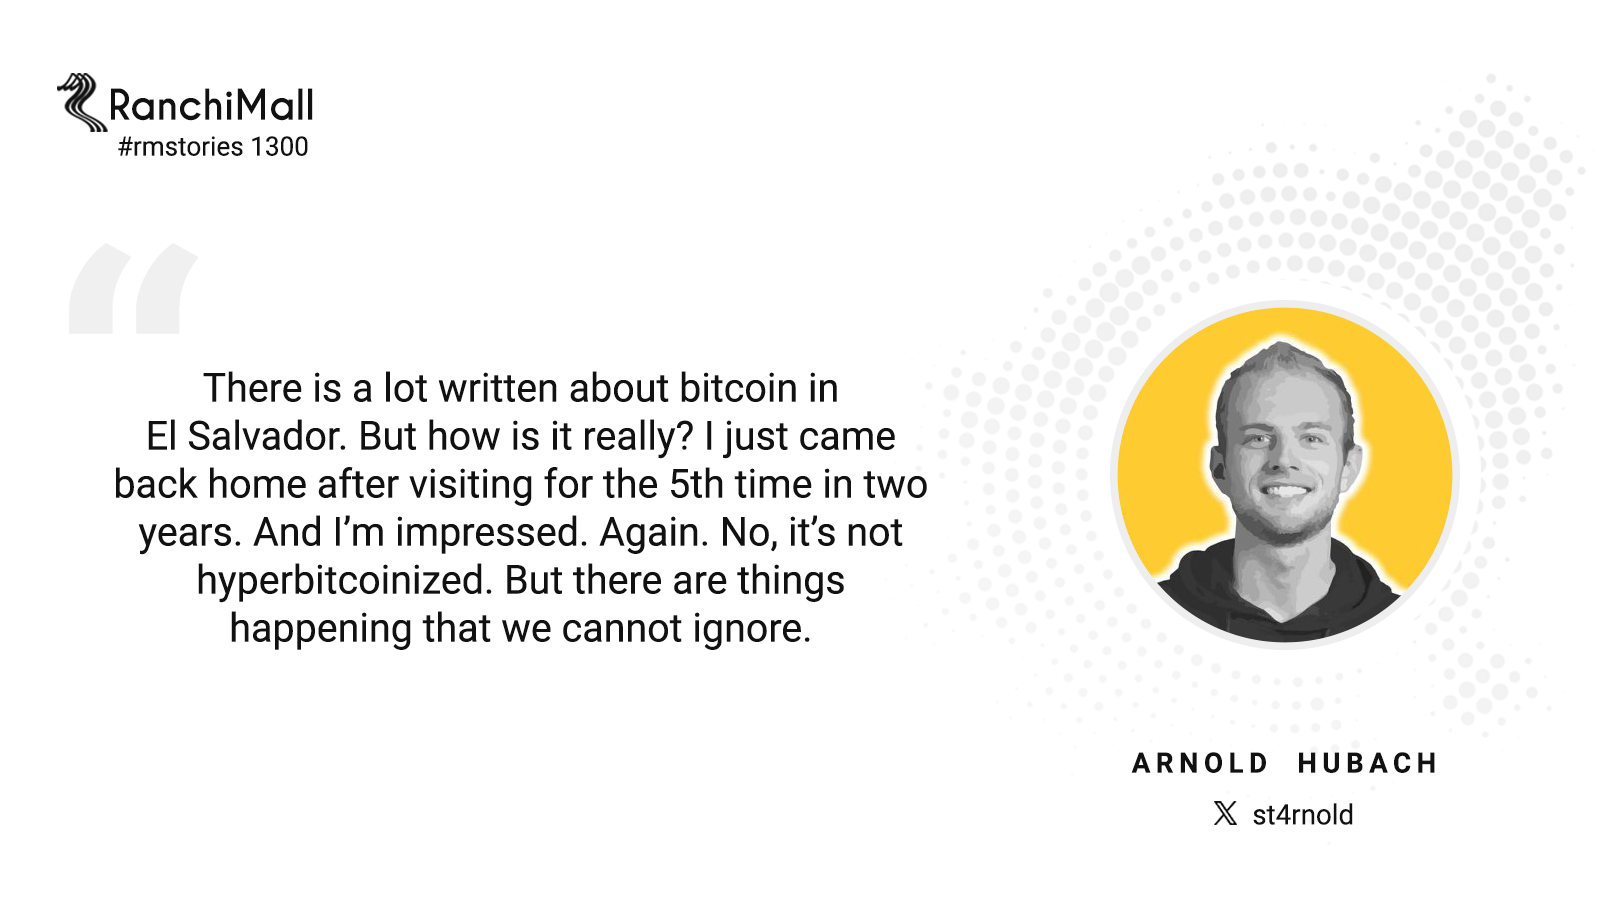 RanchiMall
#rmstories 1300
“
There is a lot written about bitcoin in
El Salvador. But how is it really? I just came
back home after visiting for the 5th time in two
years. And I’m impressed. Again. No, it’s not
hyperbitcoinized. But there are things
happening that we cannot ignore.
ARNOLD HUBACH
𝕏 st4rnold